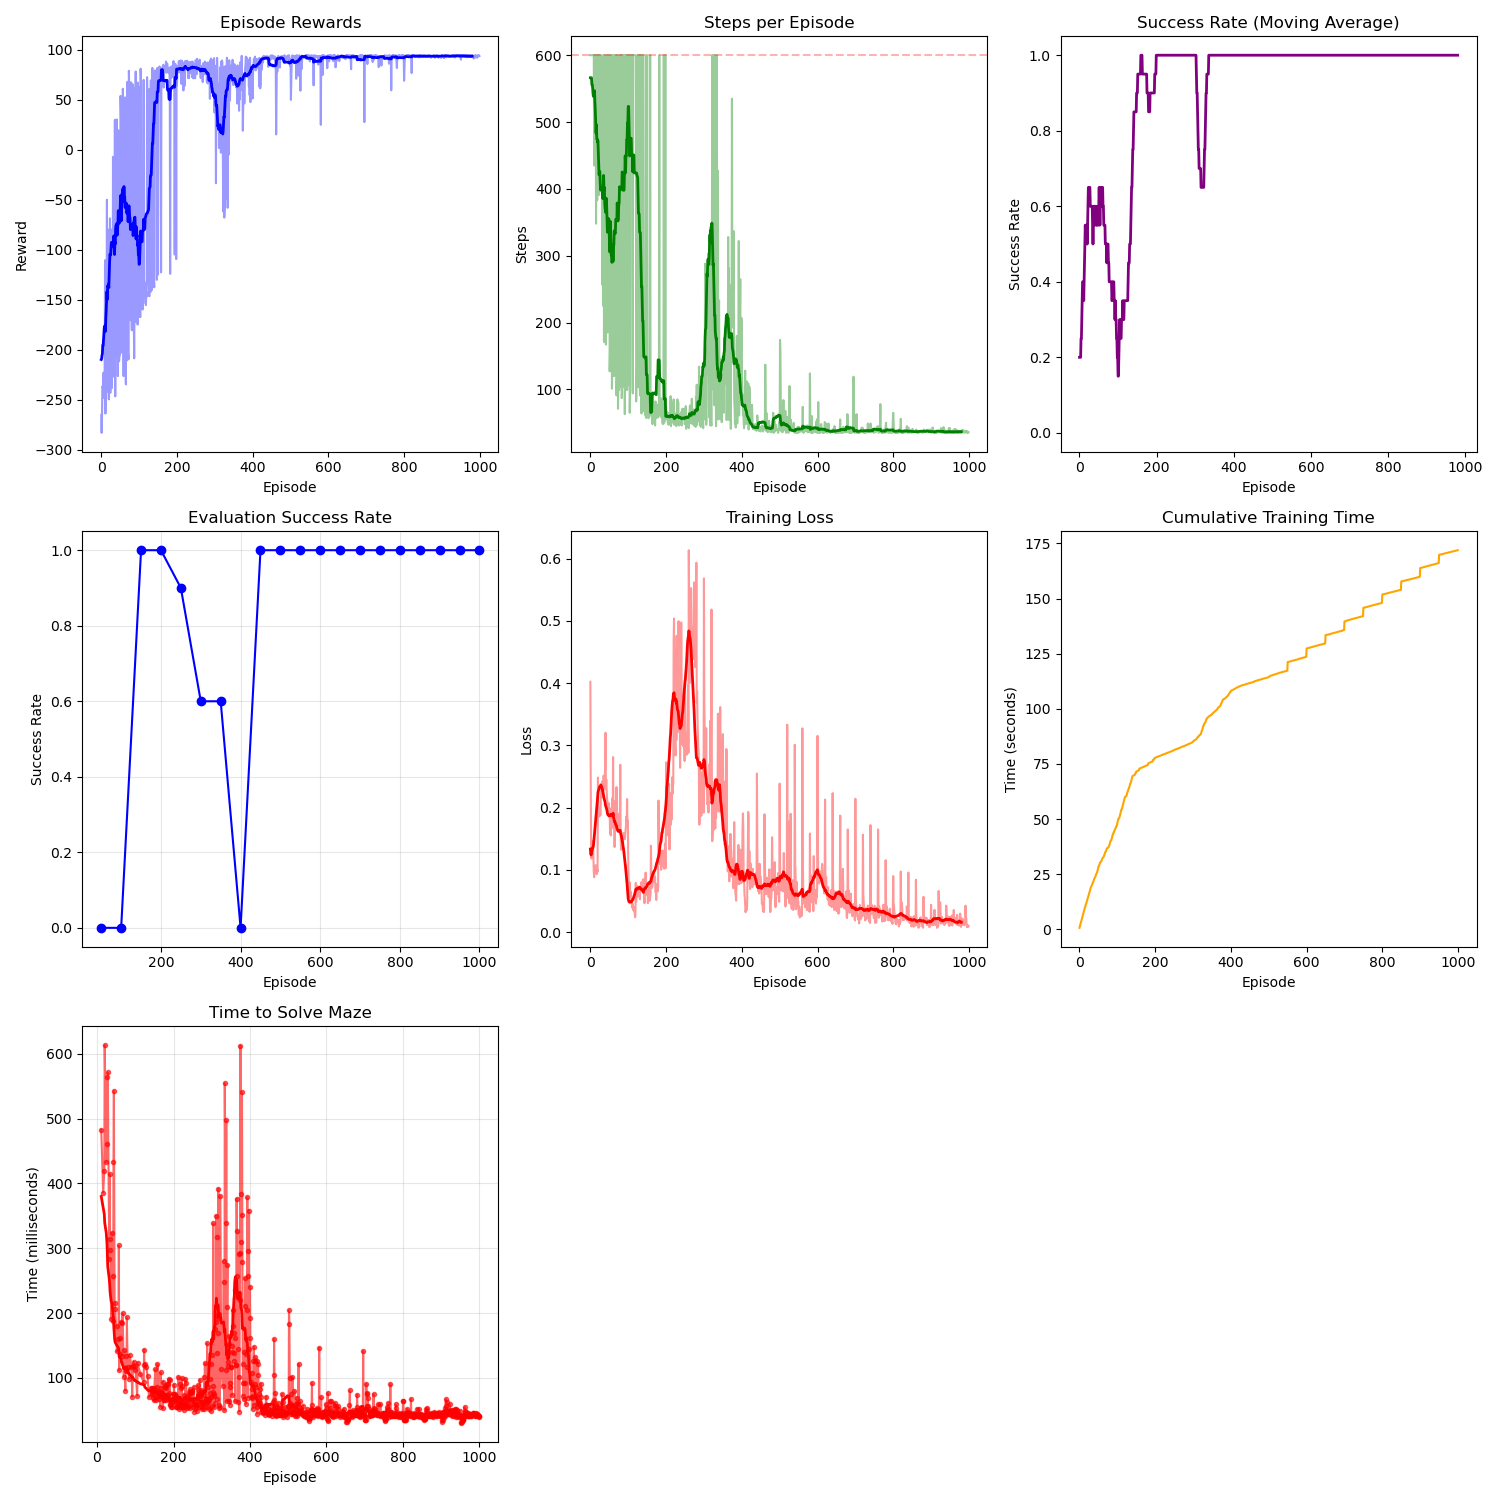 Episode Rewards
100
50
0
−50
−100
−150
−200
−250
−300
Reward
0 200 400 600 800 1000
Episode
Steps per Episode
600
500
400
300
200
100
Steps
0 200 400 600 800 1000
Episode
Success Rate (Moving Average)
1.0
0.8
0.6
0.4
0.2
0.0
Success Rate
0 200 400 600 800 1000
Episode
Evaluation Success Rate
1.0
0.8
0.6
0.4
0.2
0.0
Success Rate
200 400 600 800 1000
Episode
Training Loss
0.6
0.5
0.4
0.3
0.2
0.1
0.0
Loss
0 200 400 600 800 1000
Episode
Cumulative Training Time
175
150
125
100
75
50
25
0
Time (seconds)
0 200 400 600 800 1000
Episode
Time to Solve Maze
600
500
400
300
200
100
Time (milliseconds)
0 200 400 600 800 1000
Episode